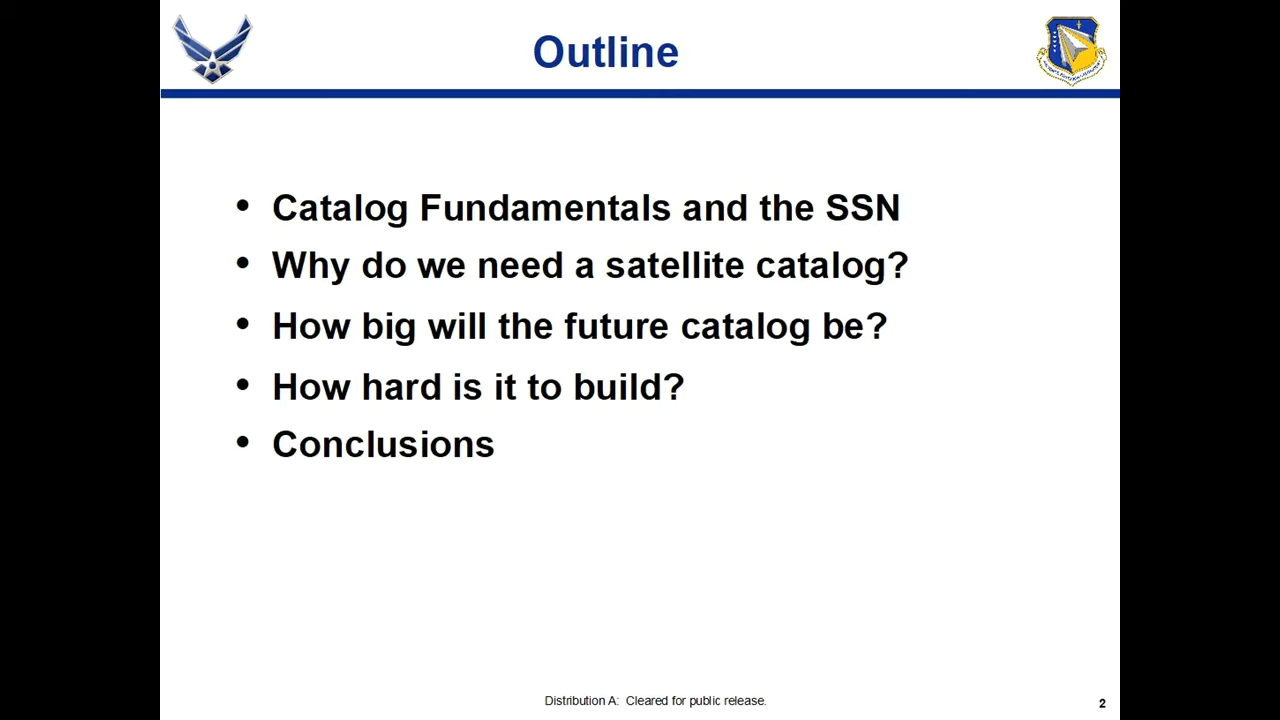 Outline
• Catalog Fundamentals and the SSN
• Why do we need a satellite catalog?
• How big will the future catalog be?
• How hard is it to build?
• Conclusions
Distribution A: Cleared for public release.
2